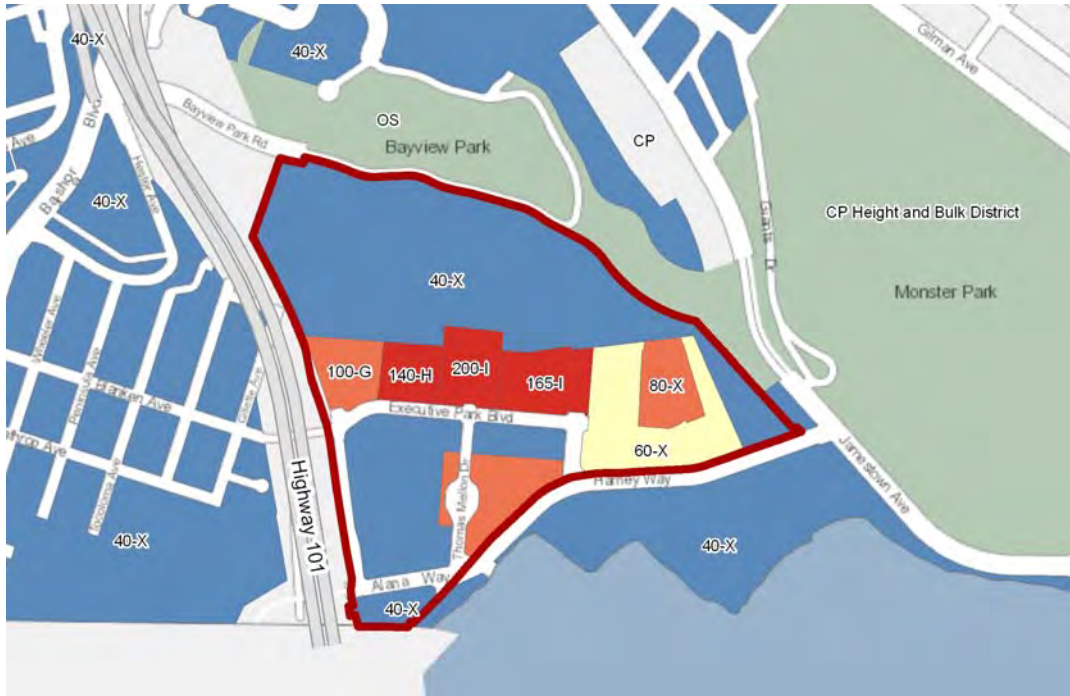 40-X
40-X
Gilman Ave
Blvd
Bayview Park Rd
OS
Bayview Park
CP
Hester Ave
40-X
Giants Dr
CP Height and Bulk District
40-X
Monster Park
Wheeler Ave
Peninsula Ave
Blanken Ave
Gillette Ave
100-G
140-H
200-I
165-I
80-X
Executive Park Blvd
60-X
Tocoloma Ave
Highway 101
Thomas Mellon Dr
Harney Way
Jamestown Ave
40-X
40-X
Alana Way
40-X